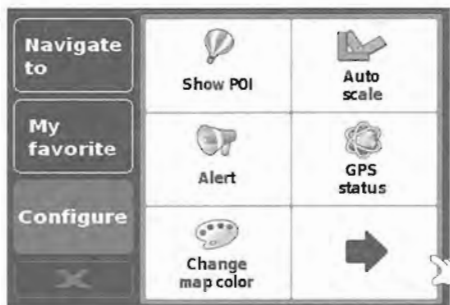 Navigate
to
My
favorite
Configure
Show POI
Auto
scale
Alert
GPS
status
Change
map color